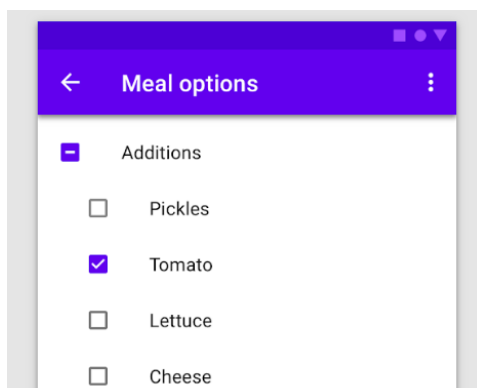 Meal options
Additions
Pickles
Tomato
Lettuce
Cheese